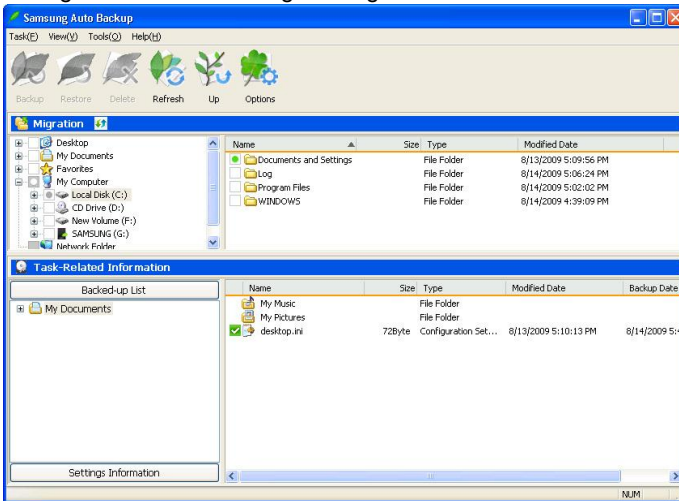 Samsung Auto Backup
Task(F) View(V) Tools(O) Help(H)
Backup Restore Delete Refresh Up Options
Migration
Desktop
My Documents
Favorites
My Computer
Local Disk (C:)
CD Drive (D:)
New Volume (F:)
SAMSUNG (G:)
Network Folder
Name Size Type Modified Date
Documents and Settings File Folder 8/13/2009 5:09:56 PM
Log File Folder 8/14/2009 5:06:24 PM
Program Files File Folder 8/14/2009 5:02:02 PM
WINDOWS File Folder 8/14/2009 4:39:09 PM
Task-Related Information
Backed-up List
My Documents
Settings Information
Name Size Type Modified Date Backup Date
My Music File Folder
My Pictures File Folder
desktop.ini 72Byte Configuration Set... 8/13/2009 5:10:13 PM 8/14/2009 5:4
NUM